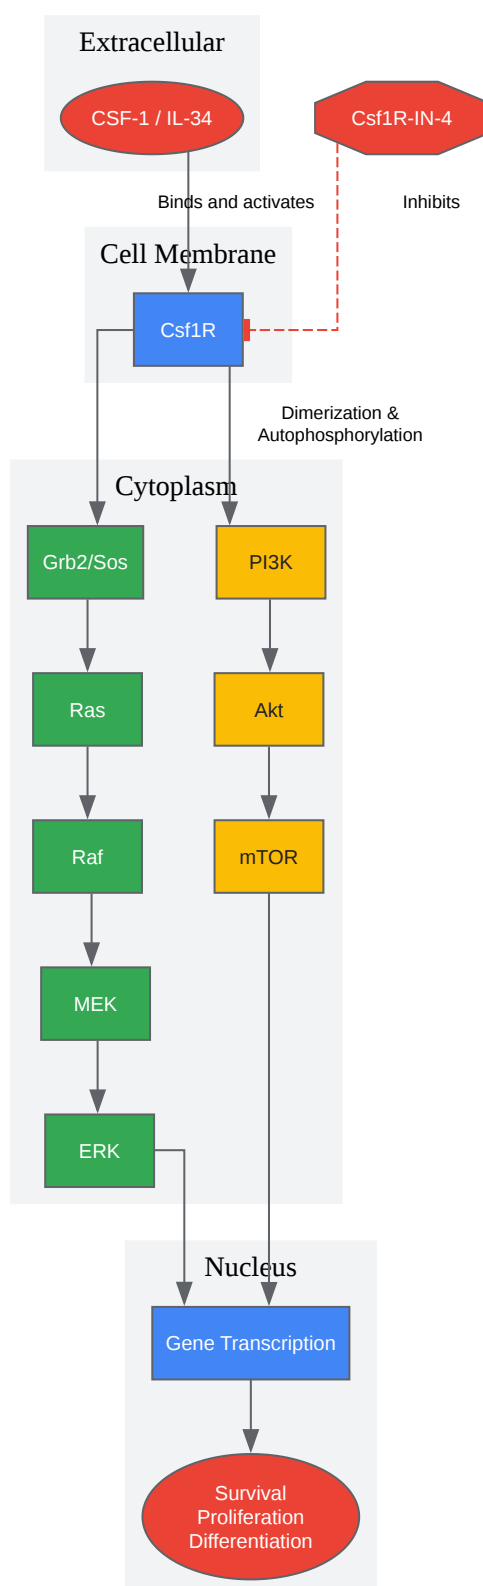 Extracellular
CSF-1 / IL-34
Csf1R-IN-4
Binds and activates
Inhibits
Cell Membrane
Csf1R
Dimerization &
Autophosphorylation
Cytoplasm
Grb2/Sos
PI3K
Ras
Akt
Raf
mTOR
MEK
ERK
Nucleus
Gene Transcription
Survival
Proliferation
Differentiation